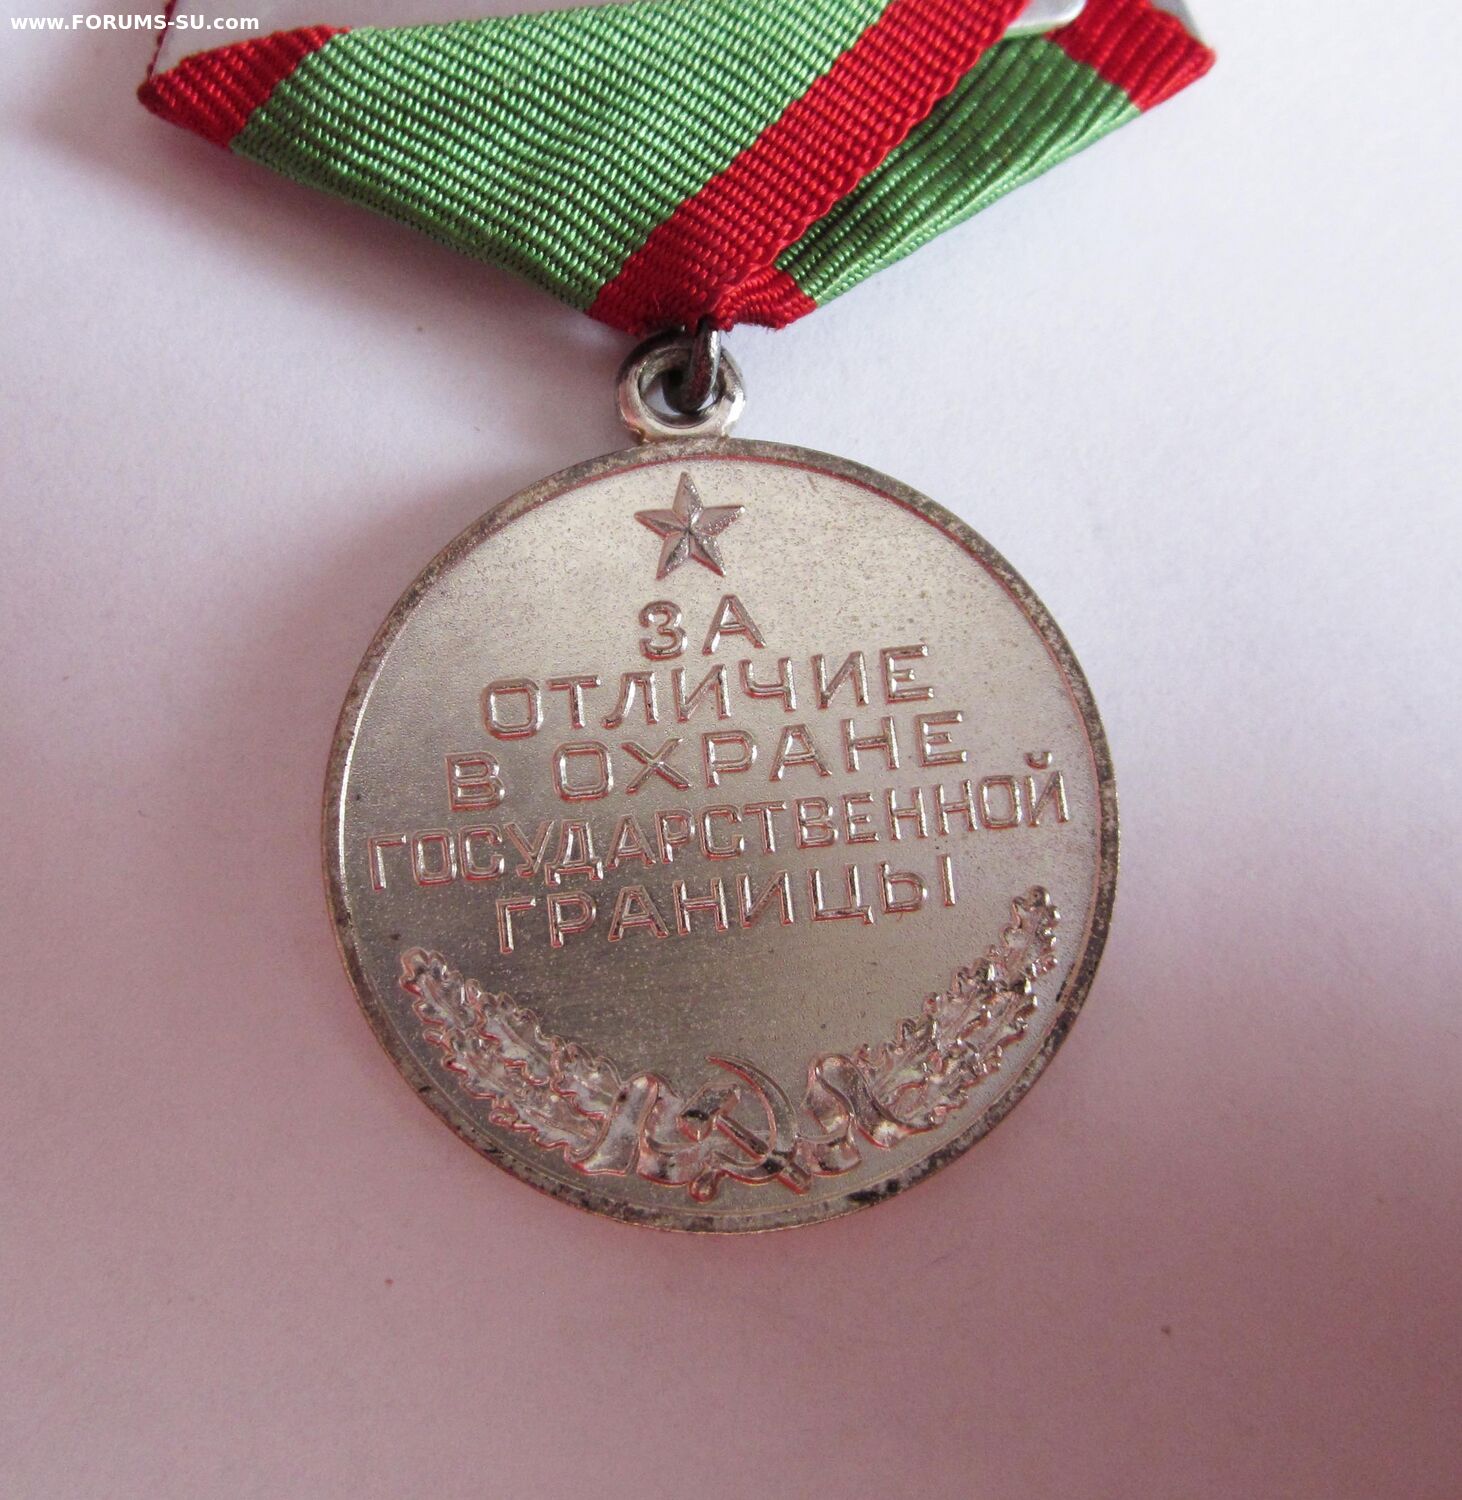 www.FORUMS-SU.com
ЗА
ОТЛИЧИЕ
В ОХРАНЕ
ГОСУДАРСТВЕННОЙ
ГРАНИЦЫ